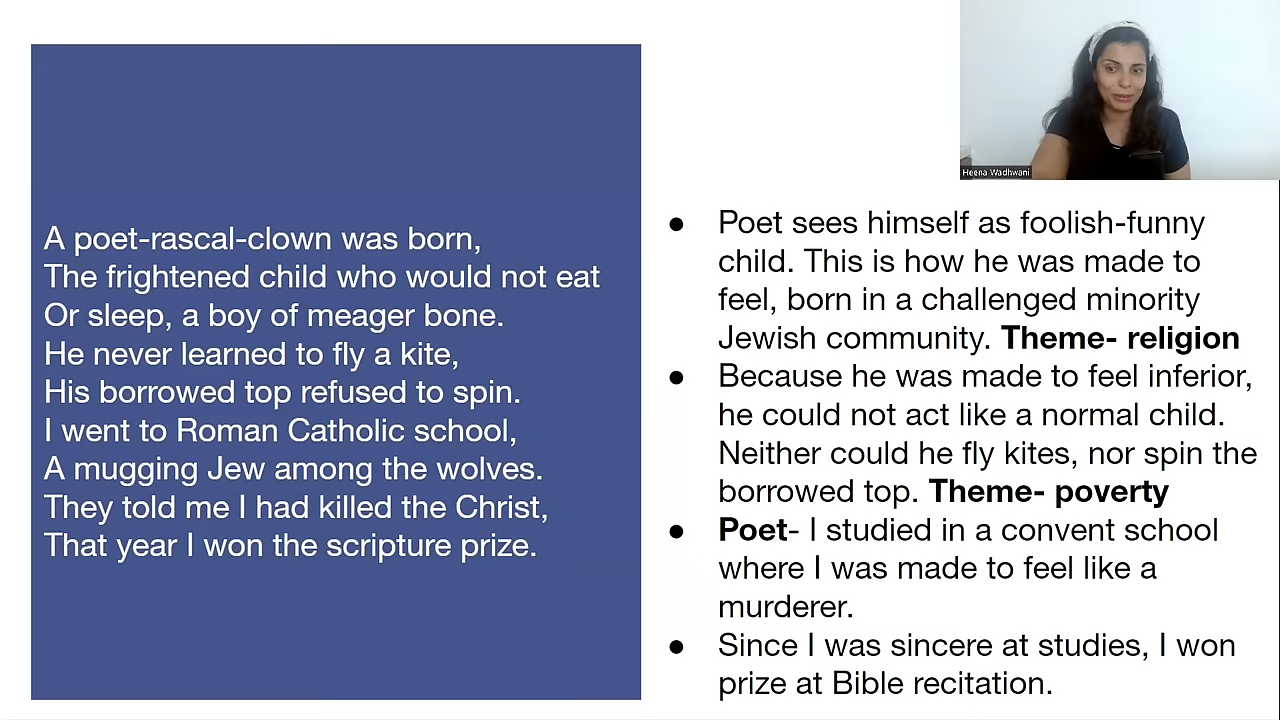 A poet-rascal-clown was born,
The frightened child who would not eat
Or sleep, a boy of meager bone.
He never learned to fly a kite,
His borrowed top refused to spin.
I went to Roman Catholic school,
A mugging Jew among the wolves.
They told me I had killed the Christ,
That year I won the scripture prize.
Heena Wadhwani
● Poet sees himself as foolish-funny
child. This is how he was made to
feel, born in a challenged minority
Jewish community. Theme- religion
● Because he was made to feel inferior,
he could not act like a normal child.
Neither could he fly kites, nor spin the
borrowed top. Theme- poverty
● Poet- I studied in a convent school
where I was made to feel like a
murderer.
● Since I was sincere at studies, I won
prize at Bible recitation.